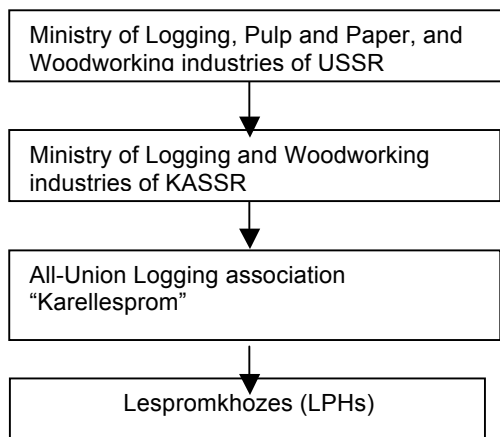 Ministry of Logging, Pulp and Paper, and
Woodworking industries of USSR
Ministry of Logging and Woodworking
industries of KASSR
All-Union Logging association
“Karellesprom”
Lespromkhozes (LPHs)